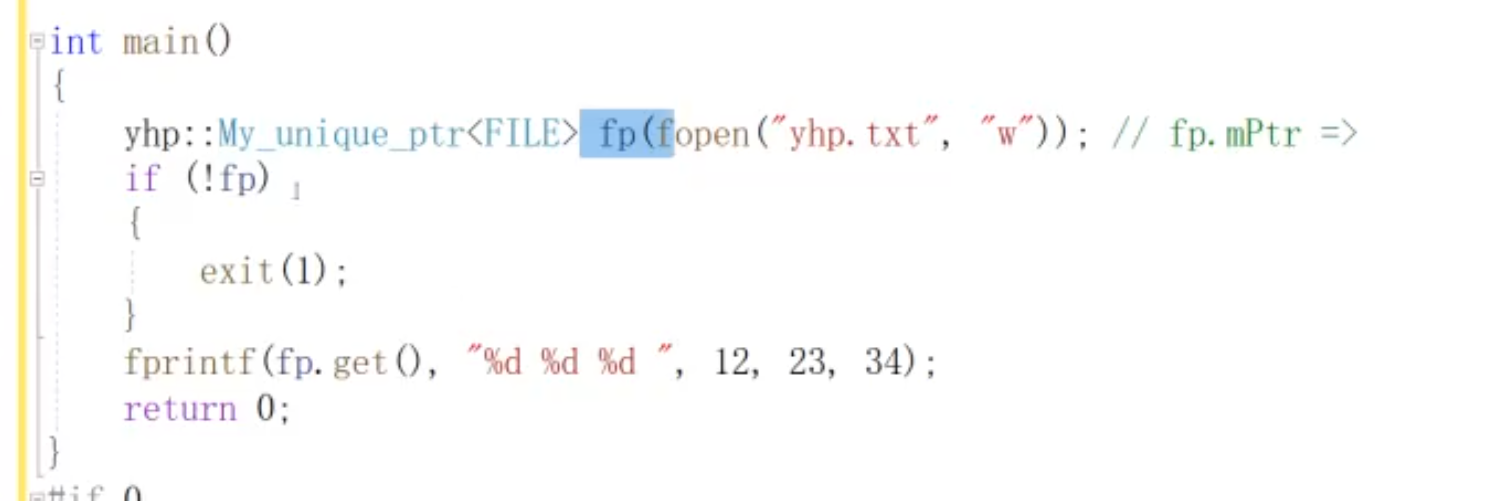 int main()
{
yhp::My_unique_ptr<FILE> fp(fopen("yhp.txt", "w")); // fp.mPtr =>
if (!fp)
{
exit(1);
}
fprintf(fp.get(), "%d %d %d ", 12, 23, 34);
return 0;
}
#if 0